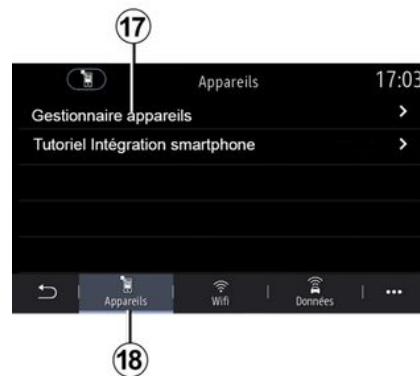 17
Appareils 17:03
Gestionnaire appareils
Tutoriel Intégration smartphone
Appareils Wifi Données
18